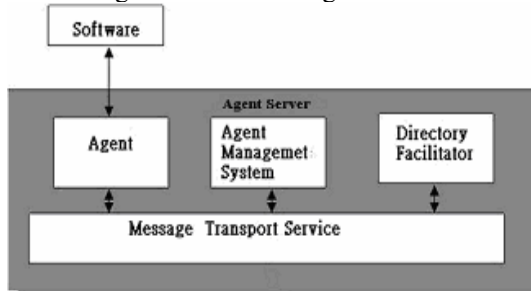 Software
Agent Server
Agent
Agent
Managemet
System
Directory
Facilitator
Message Transport Service